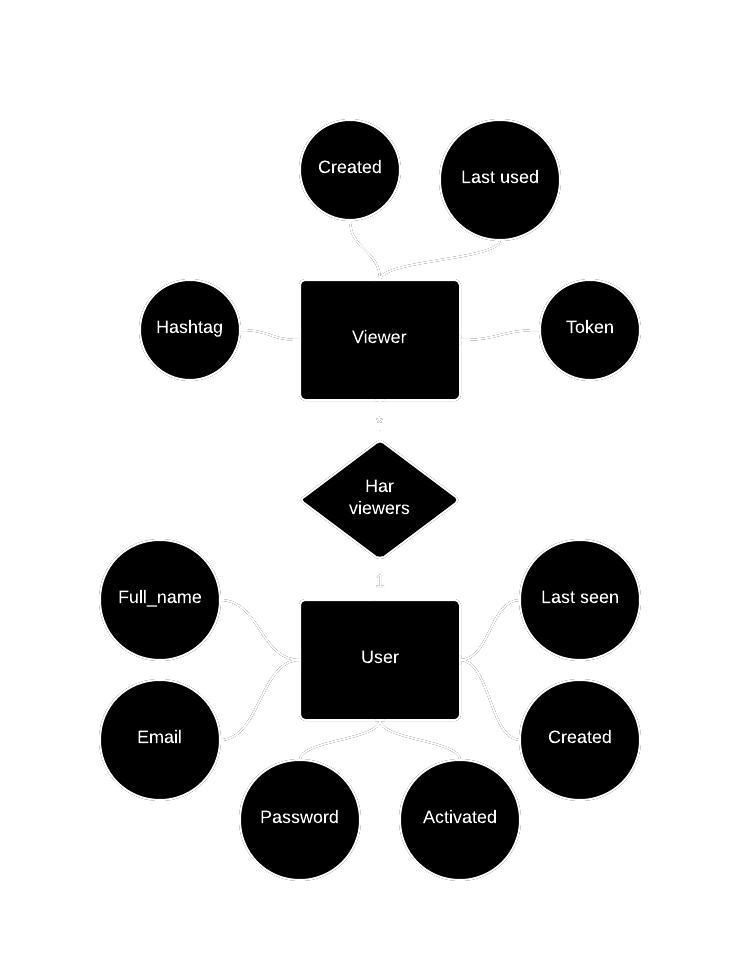 Created
Last used
Hashtag
Viewer
Token
*
Har
viewers
1
Full_name
Last seen
User
Email
Created
Password
Activated